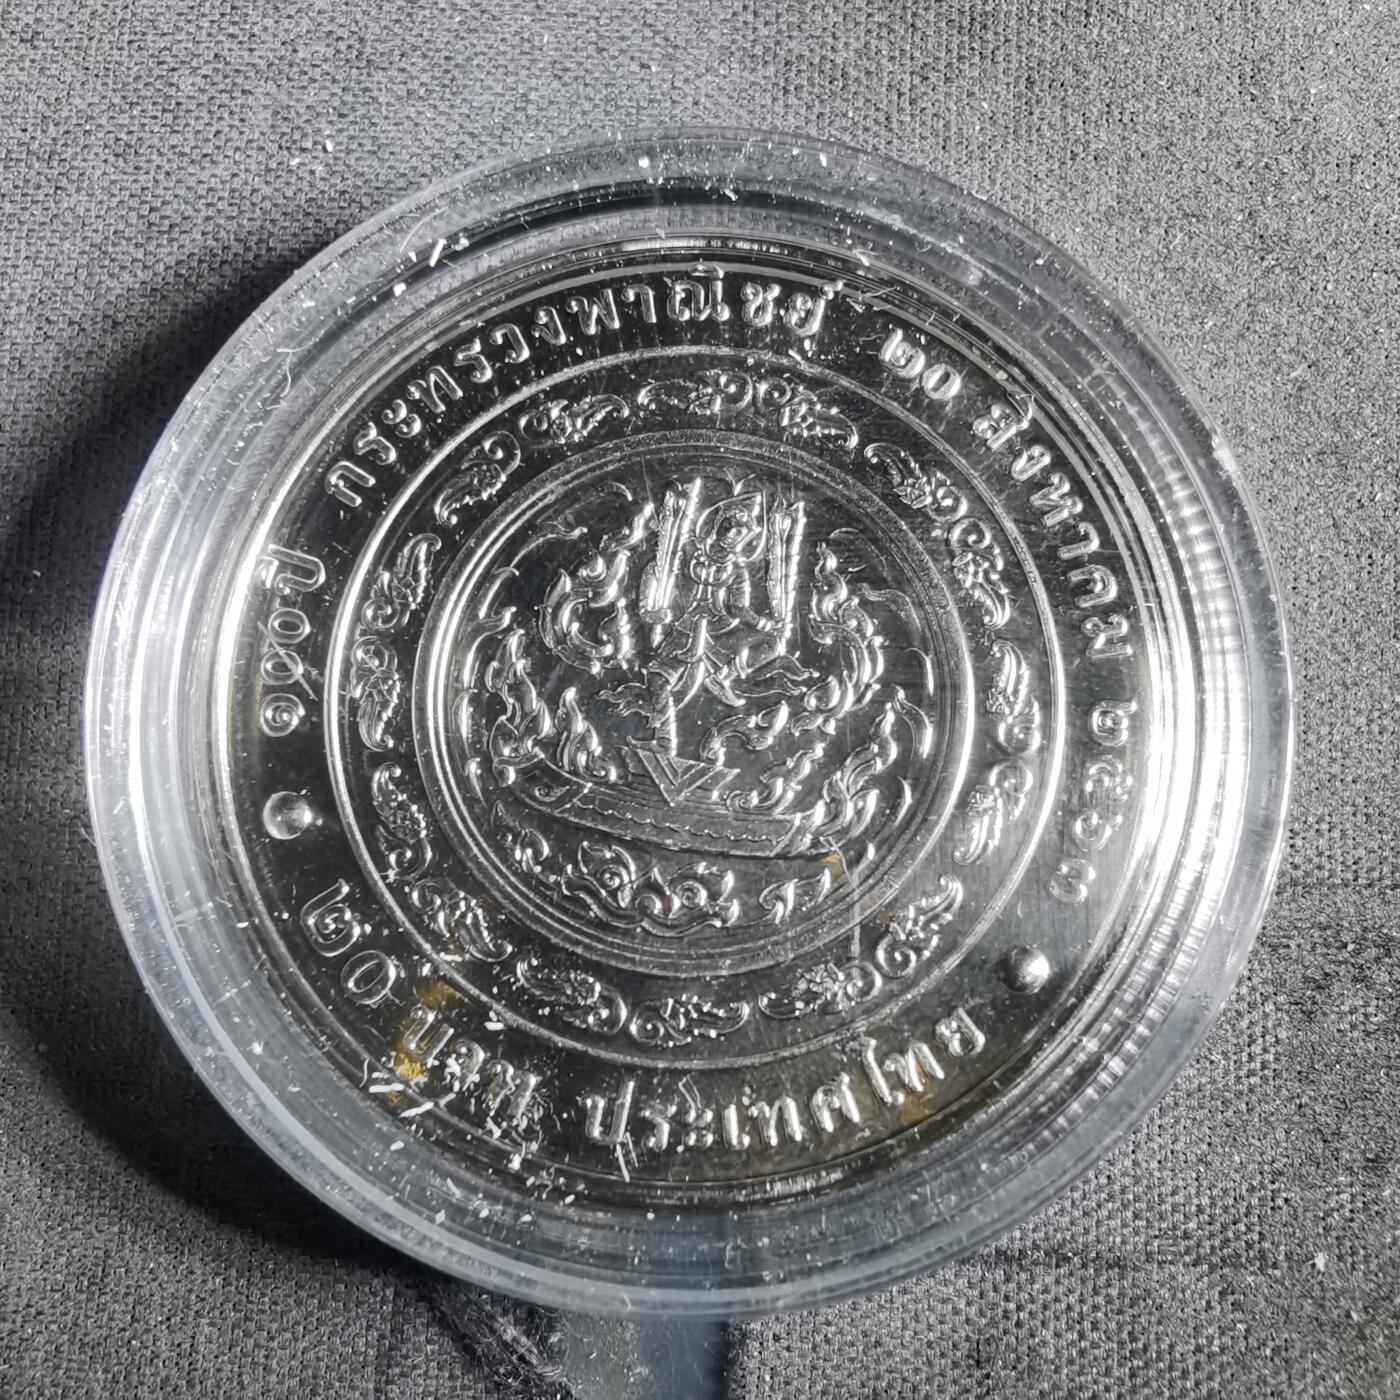 ๑๐๐ปี กระทรวงพาณิชย์ ๒๐ สิงหาคม ๒๕๖๓
๒๐ บาท ประเทศไทย